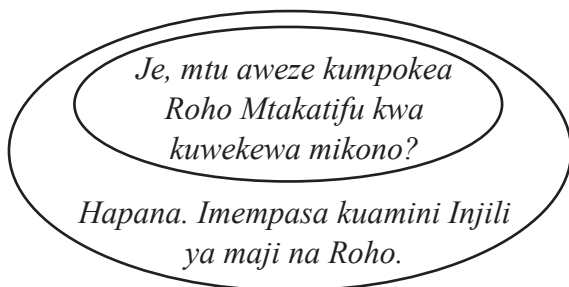 Je, mtu aweze kumpokea
Roho Mtakatifu kwa
kuwekewa mikono?
Hapana. Imempasa kuamini Injili
ya maji na Roho.